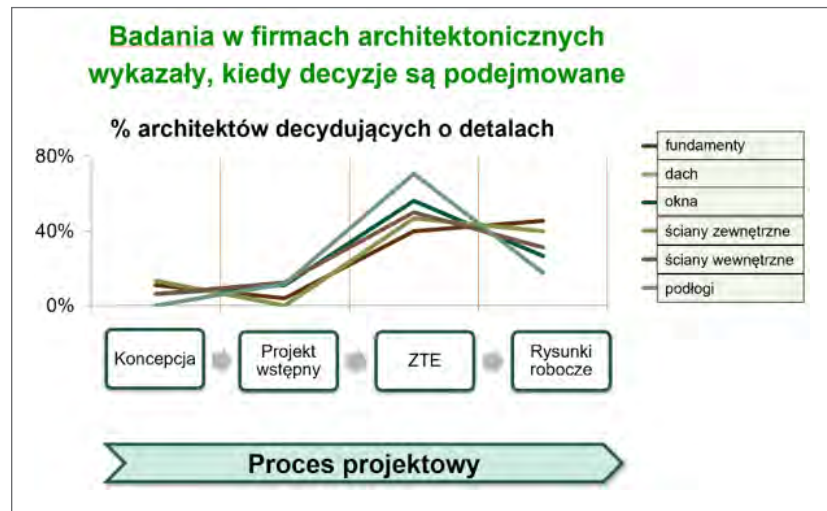 Badania w firmach architektonicznych
wykazały, kiedy decyzje są podejmowane
% architektów decydujących o detalach
80%
40%
0%
fundamenty
dach
okna
ściany zewnętrzne
ściany wewnętrzne
podłogi
Koncepcja
Projekt
wstępny
ZTE
Rysunki
robocze
Proces projektowy